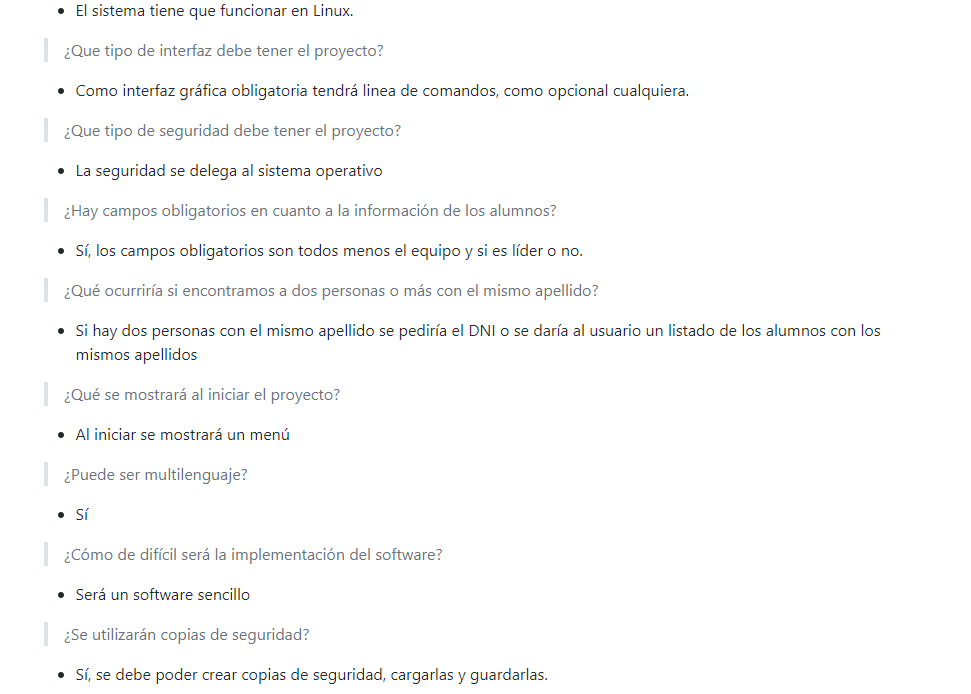 El sistema tiene que funcionar en Linux.
¿Que tipo de interfaz debe tener el proyecto?
Como interfaz gráfica obligatoria tendrá linea de comandos, como opcional cualquiera.
¿Que tipo de seguridad debe tener el proyecto?
La seguridad se delega al sistema operativo
¿Hay campos obligatorios en cuanto a la información de los alumnos?
Sí, los campos obligatorios son todos menos el equipo y si es líder o no.
¿Qué ocurriría si encontramos a dos personas o más con el mismo apellido?
Si hay dos personas con el mismo apellido se pediría el DNI o se daría al usuario un listado de los alumnos con los
mismos apellidos
¿Qué se mostrará al iniciar el proyecto?
Al iniciar se mostrará un menú
¿Puede ser multilenguaje?
Sí
¿Cómo de difícil será la implementación del software?
Será un software sencillo
¿Se utilizarán copias de seguridad?
Sí, se debe poder crear copias de seguridad, cargarlas y guardarlas.